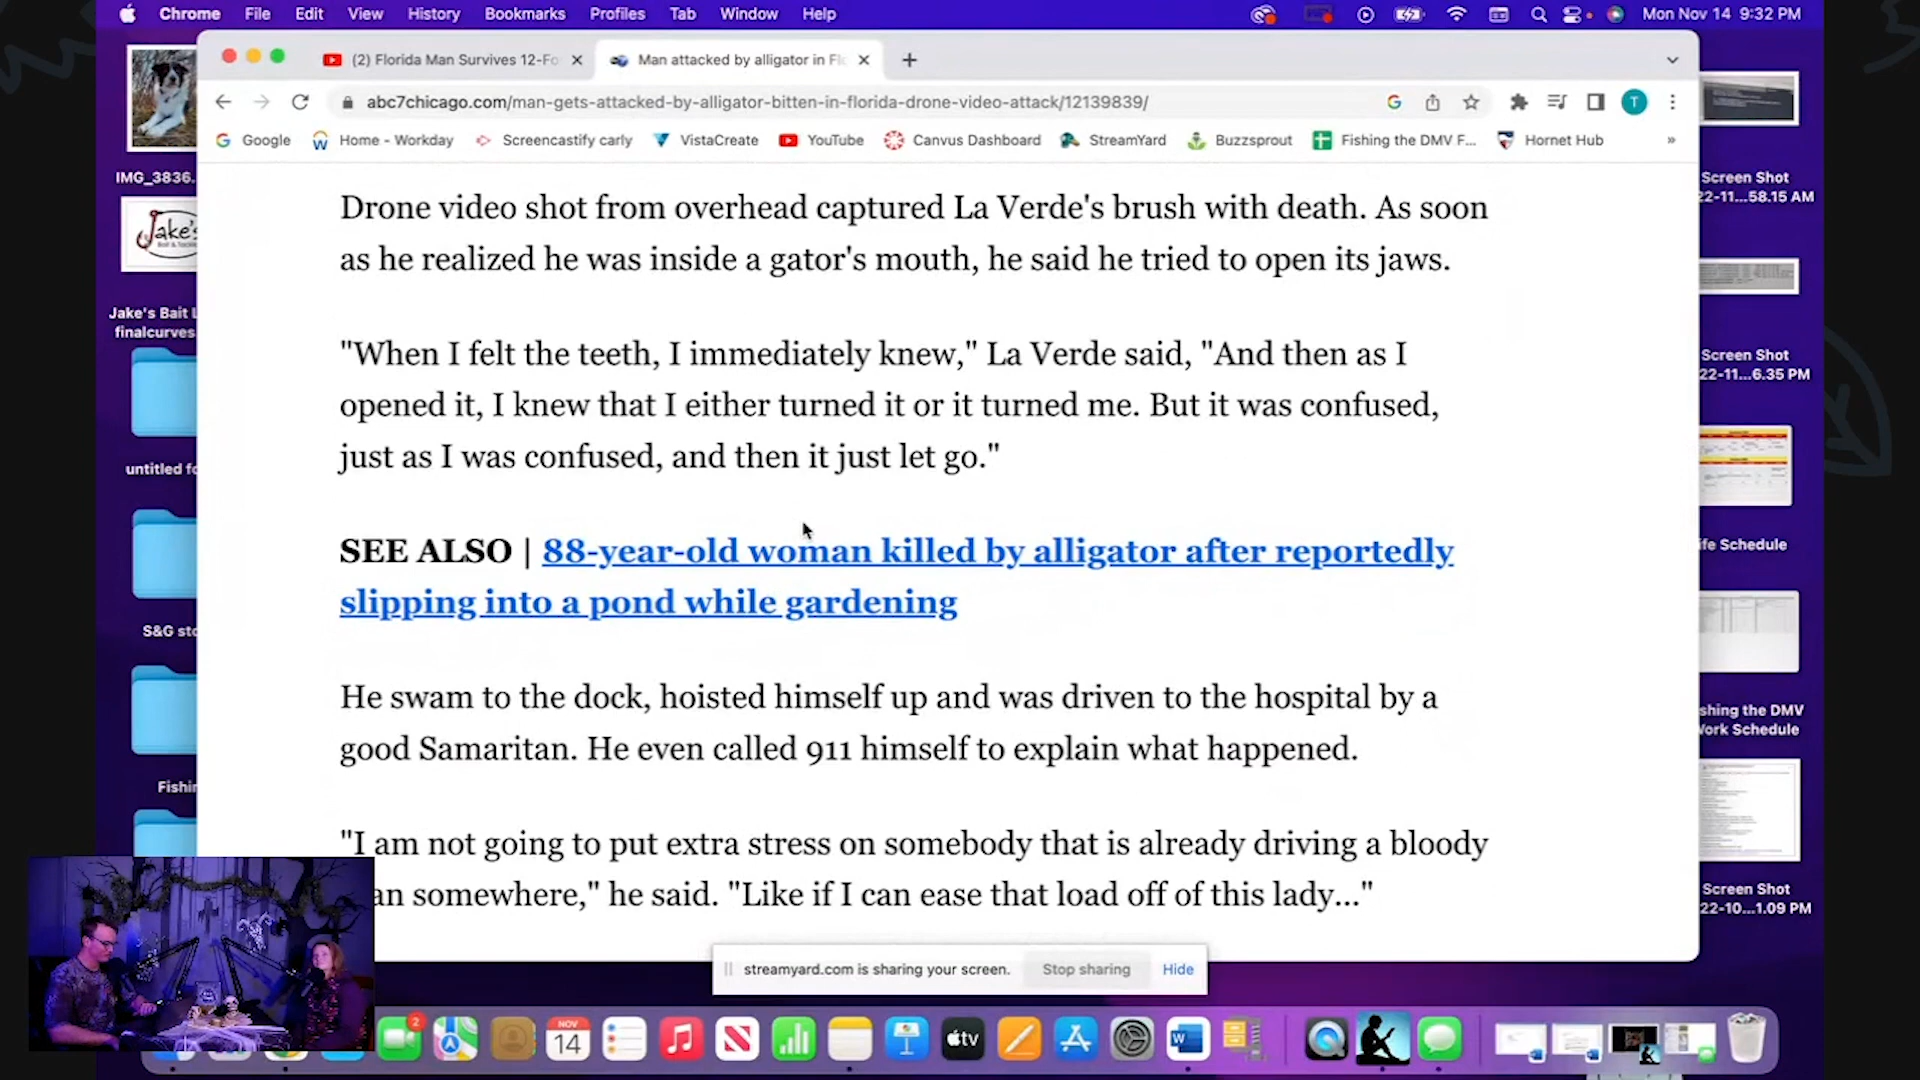 Chrome File Edit View History Bookmarks Profiles Tab Window Help
Mon Nov 14 9:32 PM
(2) Florida Man Survives 12-Fo
Man attacked by alligator in Fl
abc7chicago.com/man-gets-attacked-by-alligator-bitten-in-florida-drone-video-attack/12139839/
T
Google
Home - Workday
Screencastify carly
VistaCreate
YouTube
Canvus Dashboard
StreamYard
Buzzsprout
Fishing the DMV F...
Hornet Hub
»
IMG_3836.
Jake's
Jake's Bait L
finalcurves
untitled fo
S&G sto
Fishin
Drone video shot from overhead captured La Verde's brush with death. As soon
as he realized he was inside a gator's mouth, he said he tried to open its jaws.
"When I felt the teeth, I immediately knew," La Verde said, "And then as I
opened it, I knew that I either turned it or it turned me. But it was confused,
just as I was confused, and then it just let go."
SEE ALSO | 88-year-old woman killed by alligator after reportedly
slipping into a pond while gardening
He swam to the dock, hoisted himself up and was driven to the hospital by a
good Samaritan. He even called 911 himself to explain what happened.
"I am not going to put extra stress on somebody that is already driving a bloody
an somewhere," he said. "Like if I can ease that load off of this lady..."
Screen Shot
22-11...58.15 AM
Screen Shot
22-11...6.35 PM
ife Schedule
shing the DMV
Work Schedule
Screen Shot
22-10...1.09 PM
streamyard.com is sharing your screen.
Stop sharing
Hide
2
NOV
14
tv
W